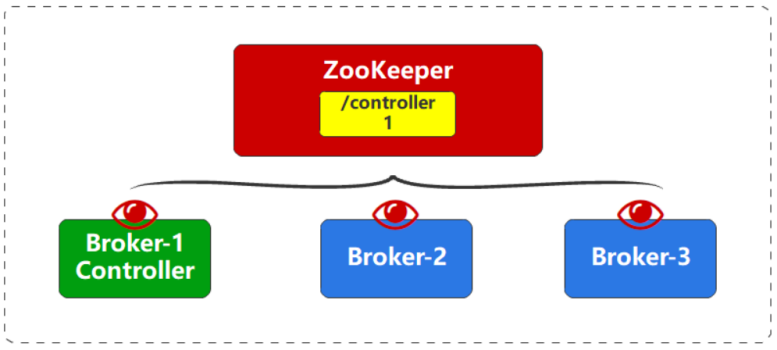 ZooKeeper
/controller
1
Broker-1
Controller
Broker-2
Broker-3